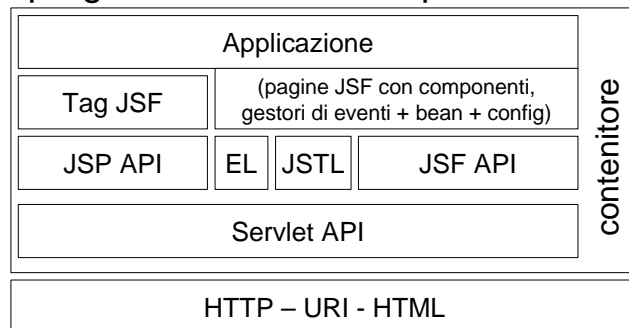 Applicazione
Tag JSF
(pagine JSF con componenti,
gestori di eventi + bean + config)
JSP API
EL
JSTL
JSF API
Servlet API
contenitore
HTTP – URI - HTML